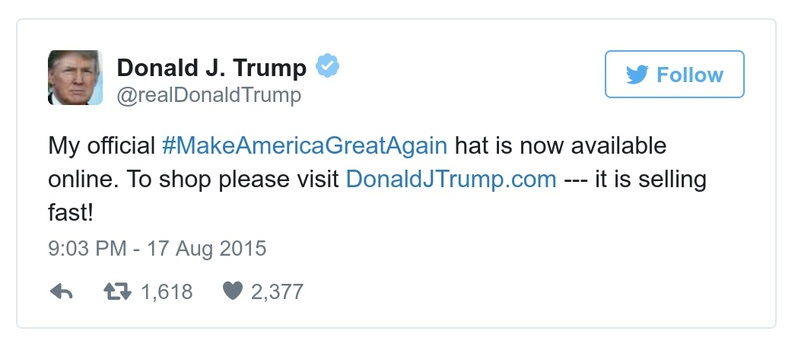 Donald J. Trump
@realDonaldTrump
Follow
My official #MakeAmericaGreatAgain hat is now available
online. To shop please visit DonaldJTrump.com --- it is selling
fast!
9:03 PM - 17 Aug 2015
1,618 2,377